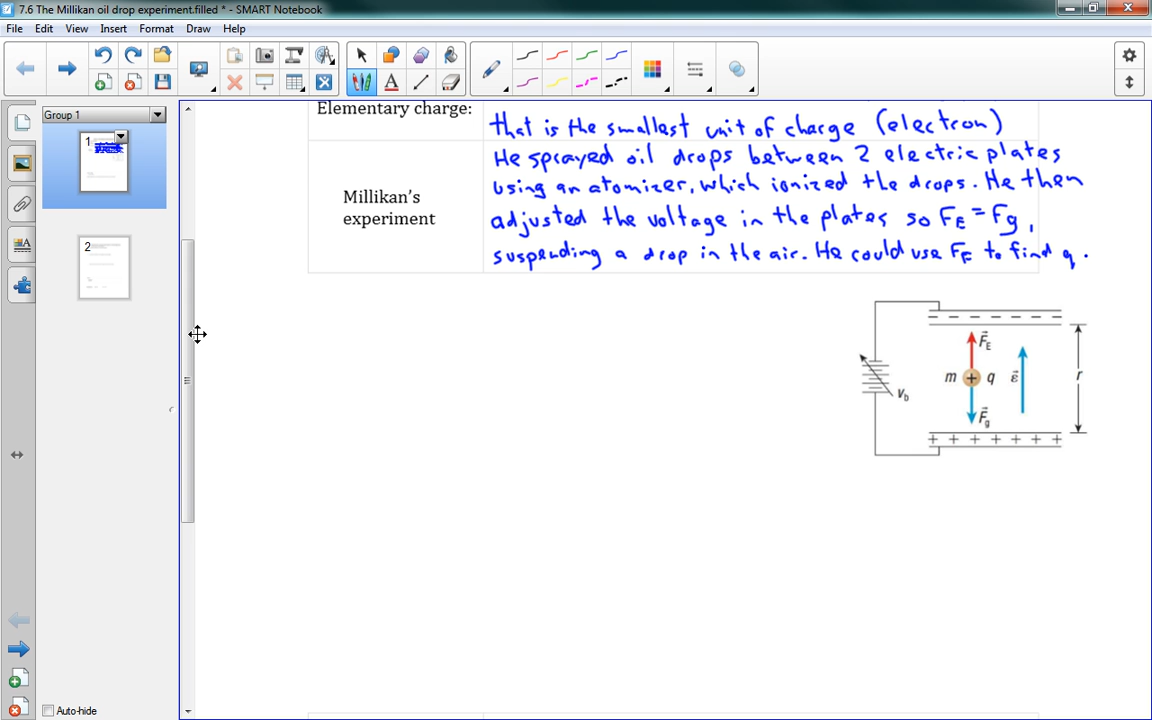 7.6 The Millikan oil drop experiment.filled * - SMART Notebook
File Edit View Insert Format Draw Help
Group 1
1
2
Auto-hide
Elementary charge:
that is the smallest unit of charge (electron)
Millikan's
experiment
He sprayed oil drops between 2 electric plates
using an atomizer, which ionized the drops. He then
adjusted the voltage in the plates so FE = Fg,
suspending a drop in the air. He could use FE to find q.
− − − − − −
F⃗E
m + q ε⃗ r
Vb
F⃗g
+ + + + + + +